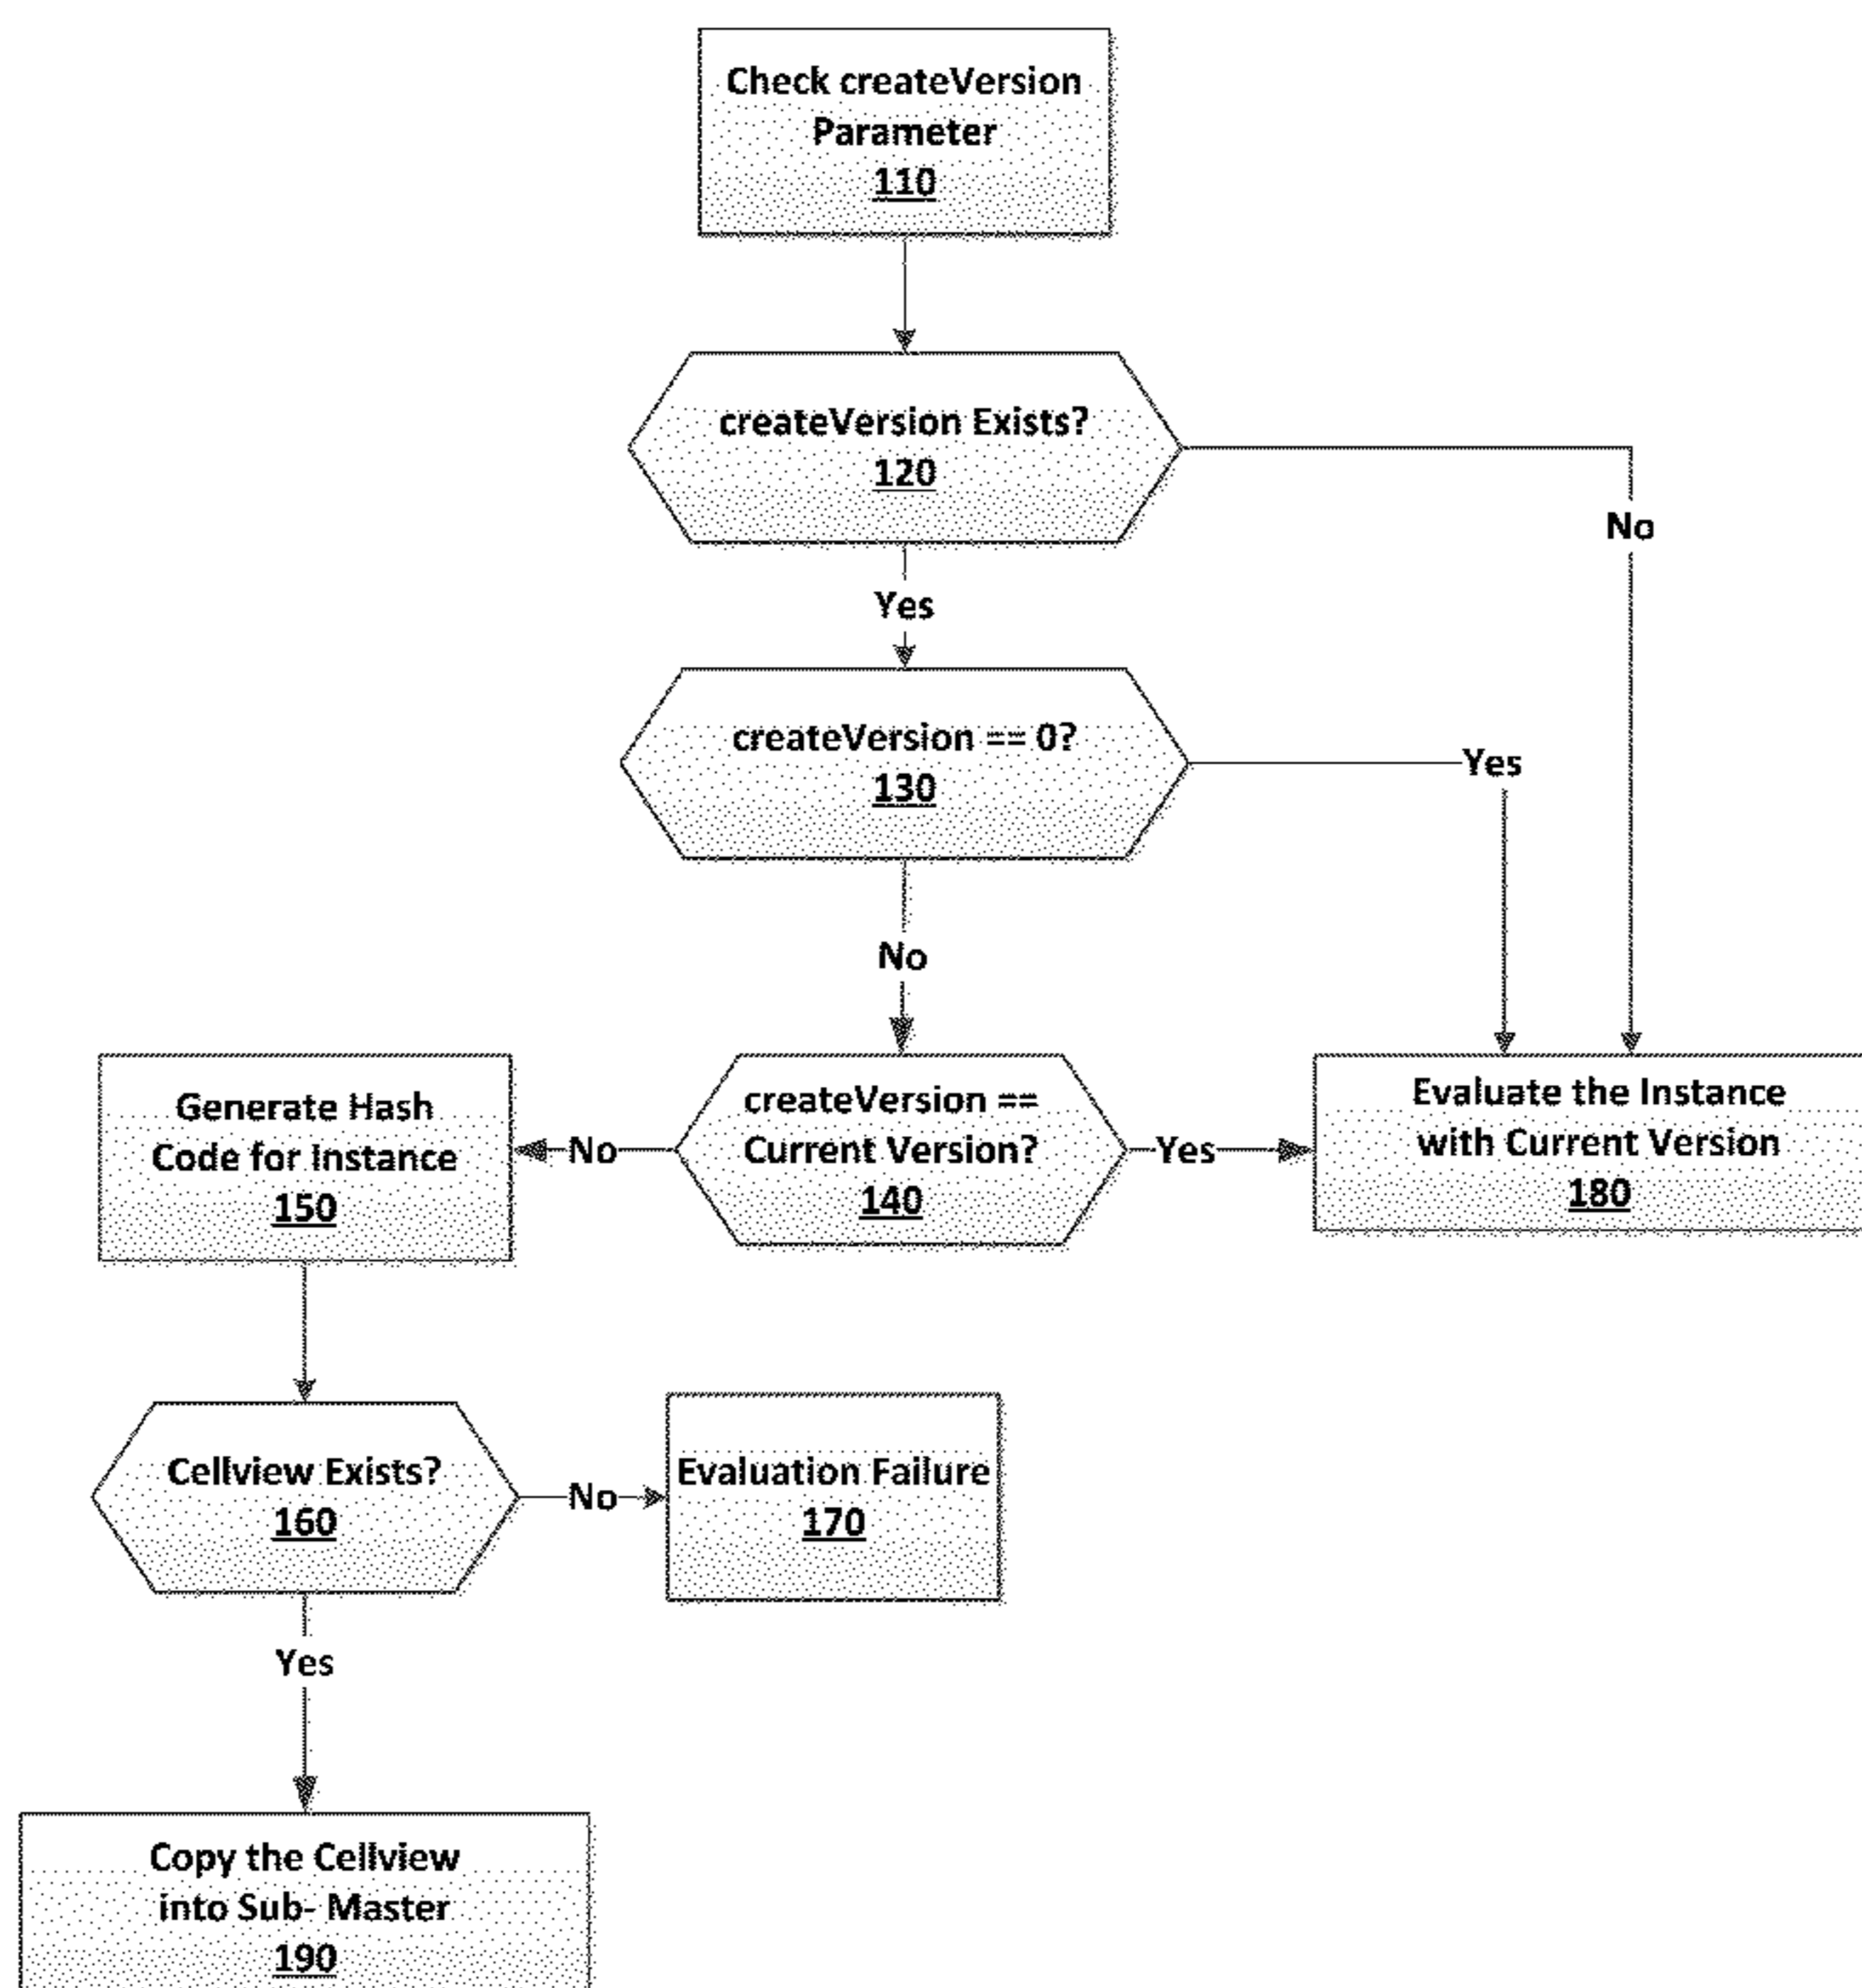 Check createVersion
Parameter
110
createVersion Exists?
120
No
Yes
createVersion == 0?
130
Yes
No
Generate Hash
Code for Instance
150
No
createVersion ==
Current Version?
140
Yes
Evaluate the Instance
with Current Version
180
Cellview Exists?
160
No
Evaluation Failure
170
Yes
Copy the Cellview
into Sub- Master
190